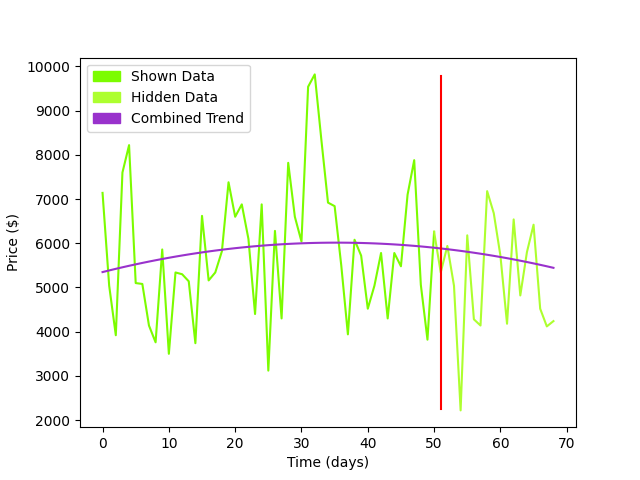 Shown Data
Hidden Data
Combined Trend
10000
9000
8000
7000
6000
5000
4000
3000
2000
Price ($)
0 10 20 30 40 50 60 70
Time (days)